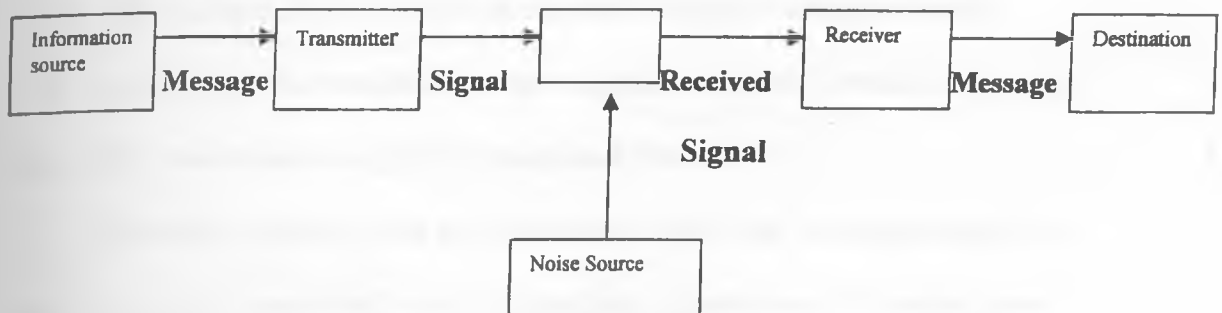 Information
source
Message
Transmitter
Signal
Received
Signal
Receiver
Message
Destination
Noise Source